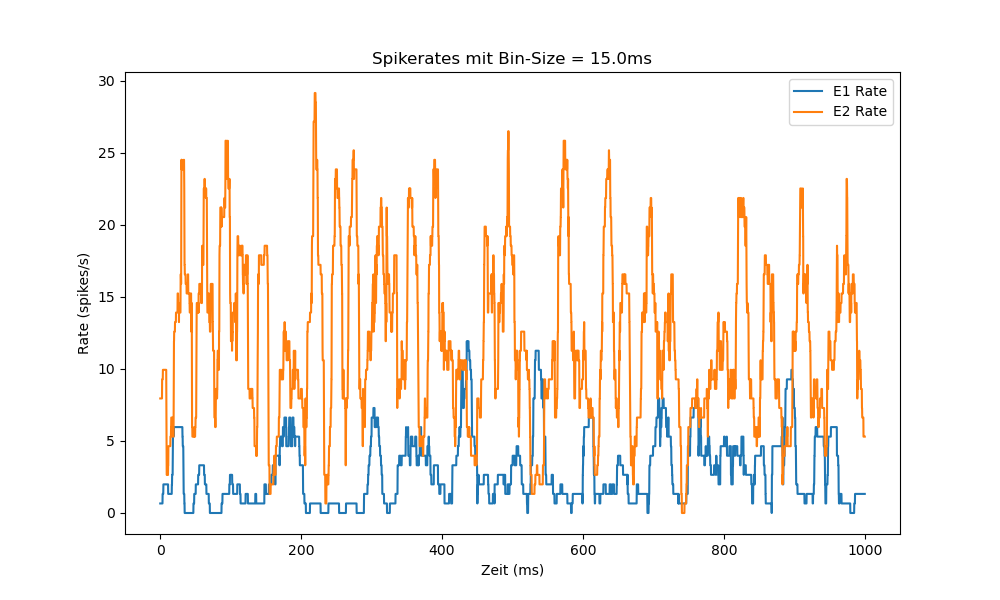 Spikerates mit Bin-Size = 15.0ms
E1 Rate
E2 Rate
30
25
20
15
10
5
0
Rate (spikes/s)
0 200 400 600 800 1000
Zeit (ms)